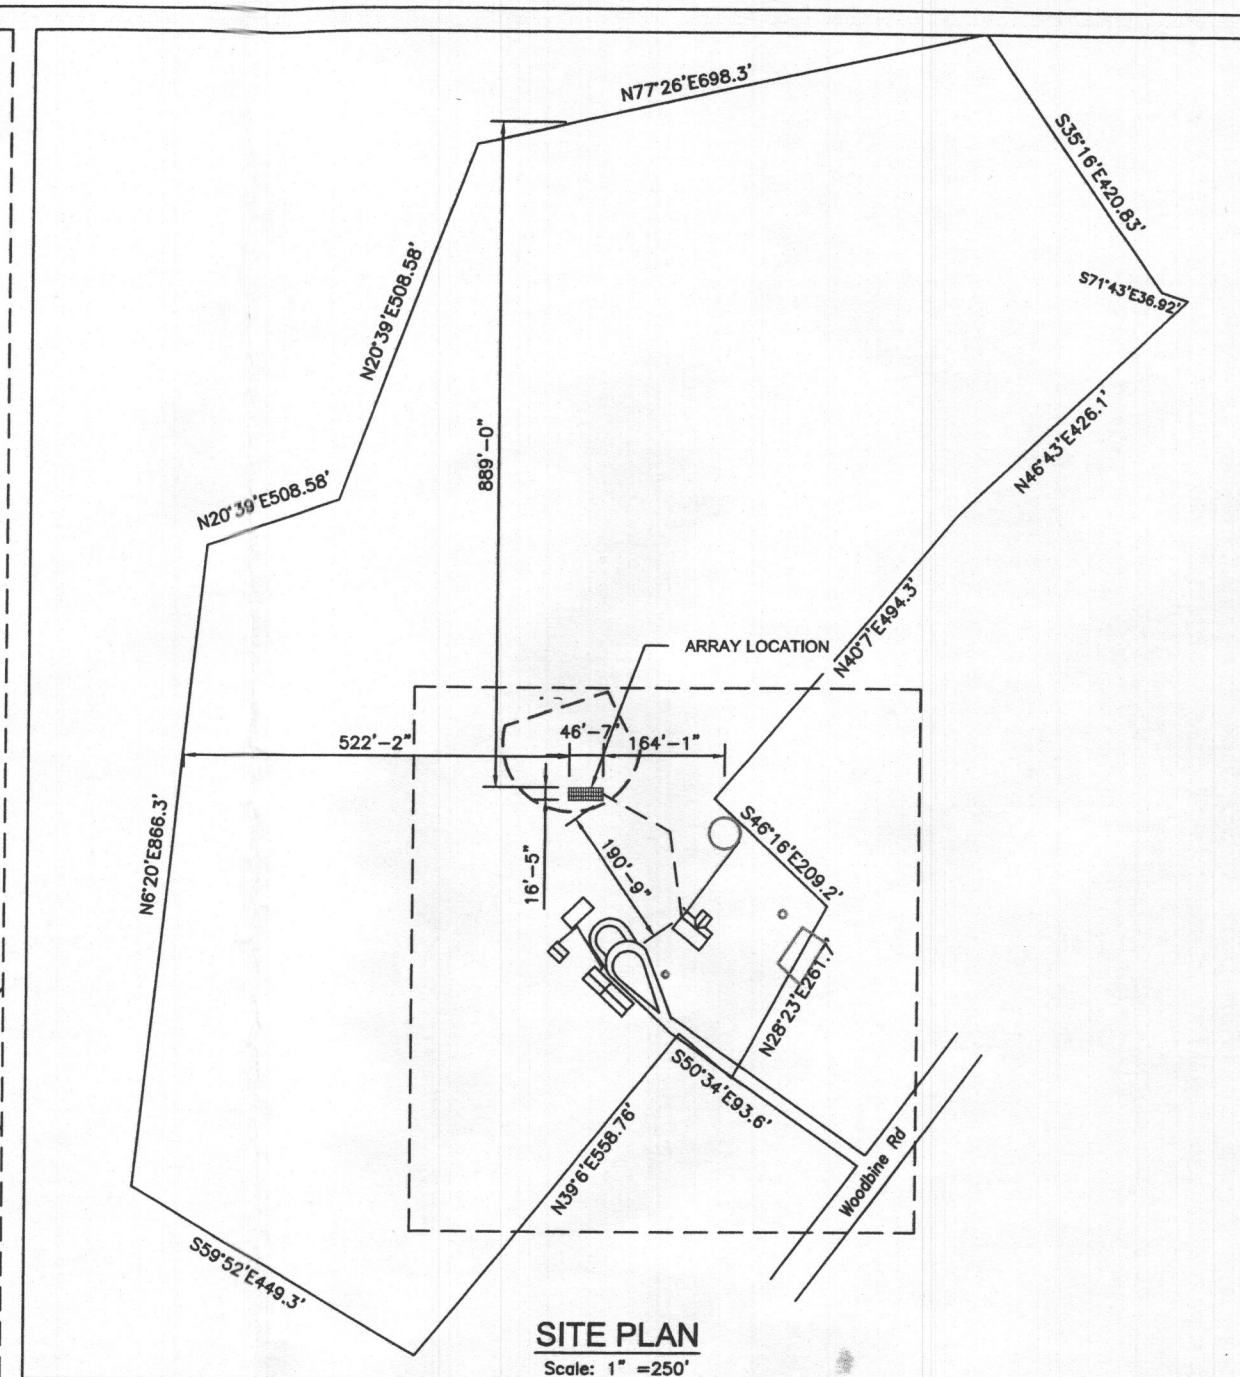 N77°26'E698.3'
S35°16'E420.83'
S71°43'E36.92'
N20°39'E508.58'
889'-0"
N46°43'E426.1'
N20°39'E508.58'
N40°7'E494.3'
ARRAY LOCATION
46'-7"
522'-2"
164'-1"
S46°16'E209.2'
190'-9"
16'-5"
N6°20'E866.3'
N28°23'E261.7'
S50°34'E93.6'
N39°6'E558.76'
Woodbine Rd
S59°52'E449.3'
SITE PLAN
Scale: 1" =250'